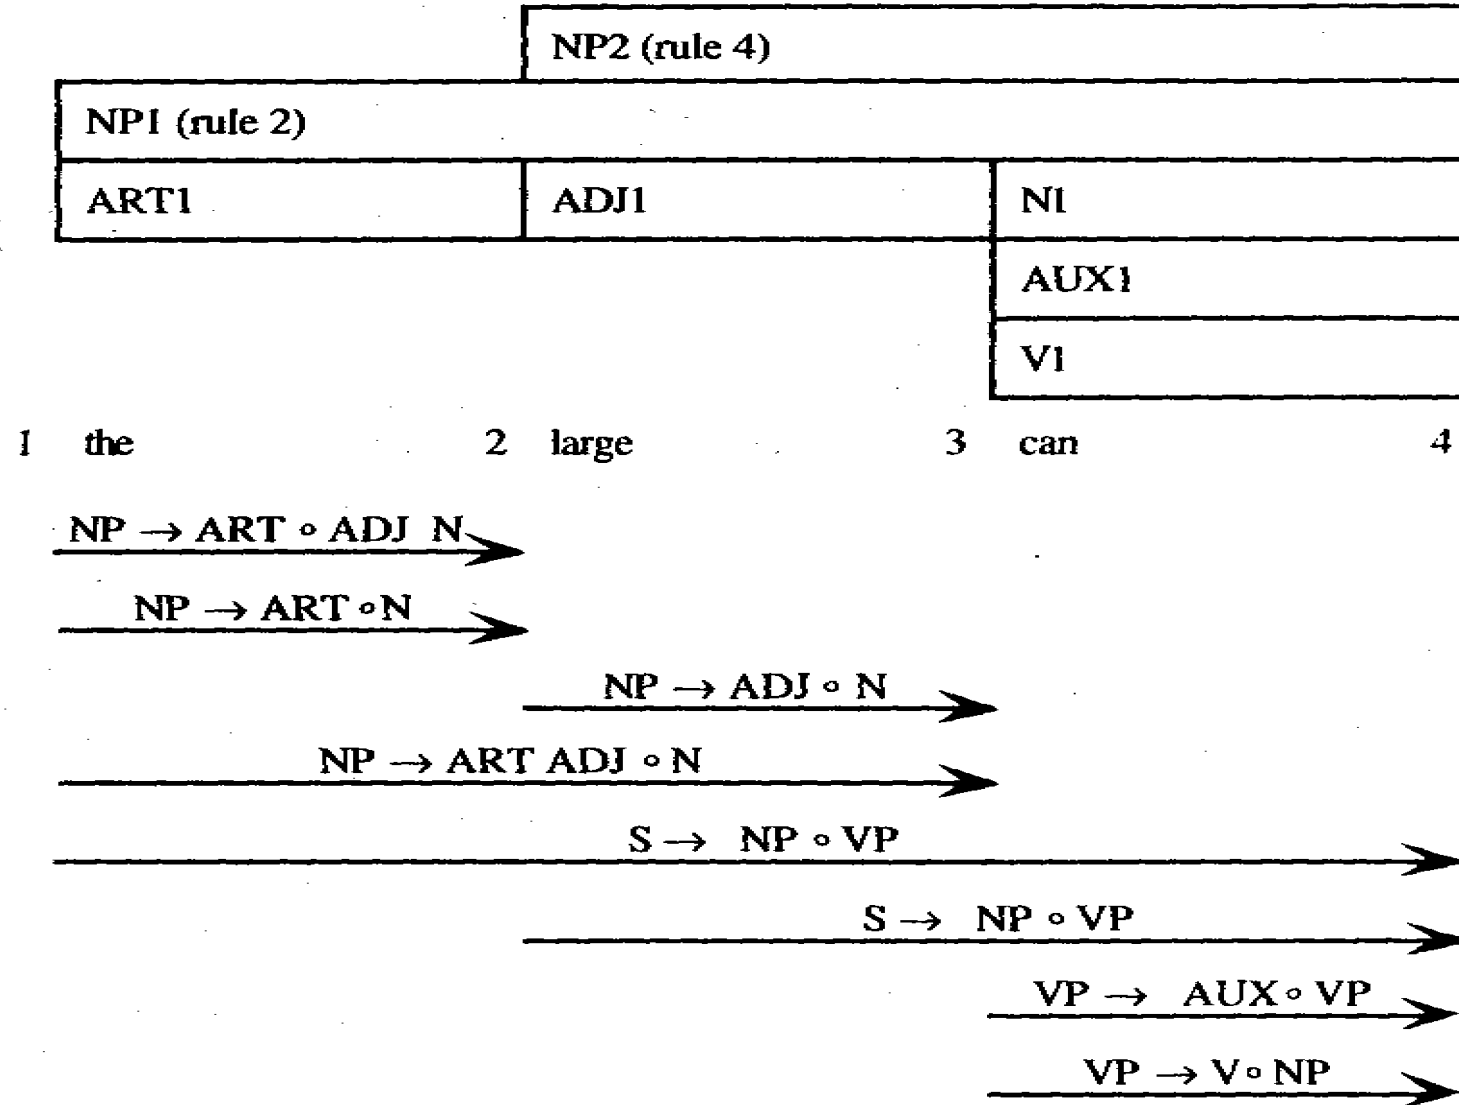 NP2 (rule 4)
NP1 (rule 2)
ART1 ADJ1 N1
AUX1
V1
1 the 2 large 3 can 4
NP → ART ∘ ADJ N
NP → ART ∘ N
NP → ADJ ∘ N
NP → ART ADJ ∘ N
S → NP ∘ VP
S → NP ∘ VP
VP → AUX ∘ VP
VP → V ∘ NP